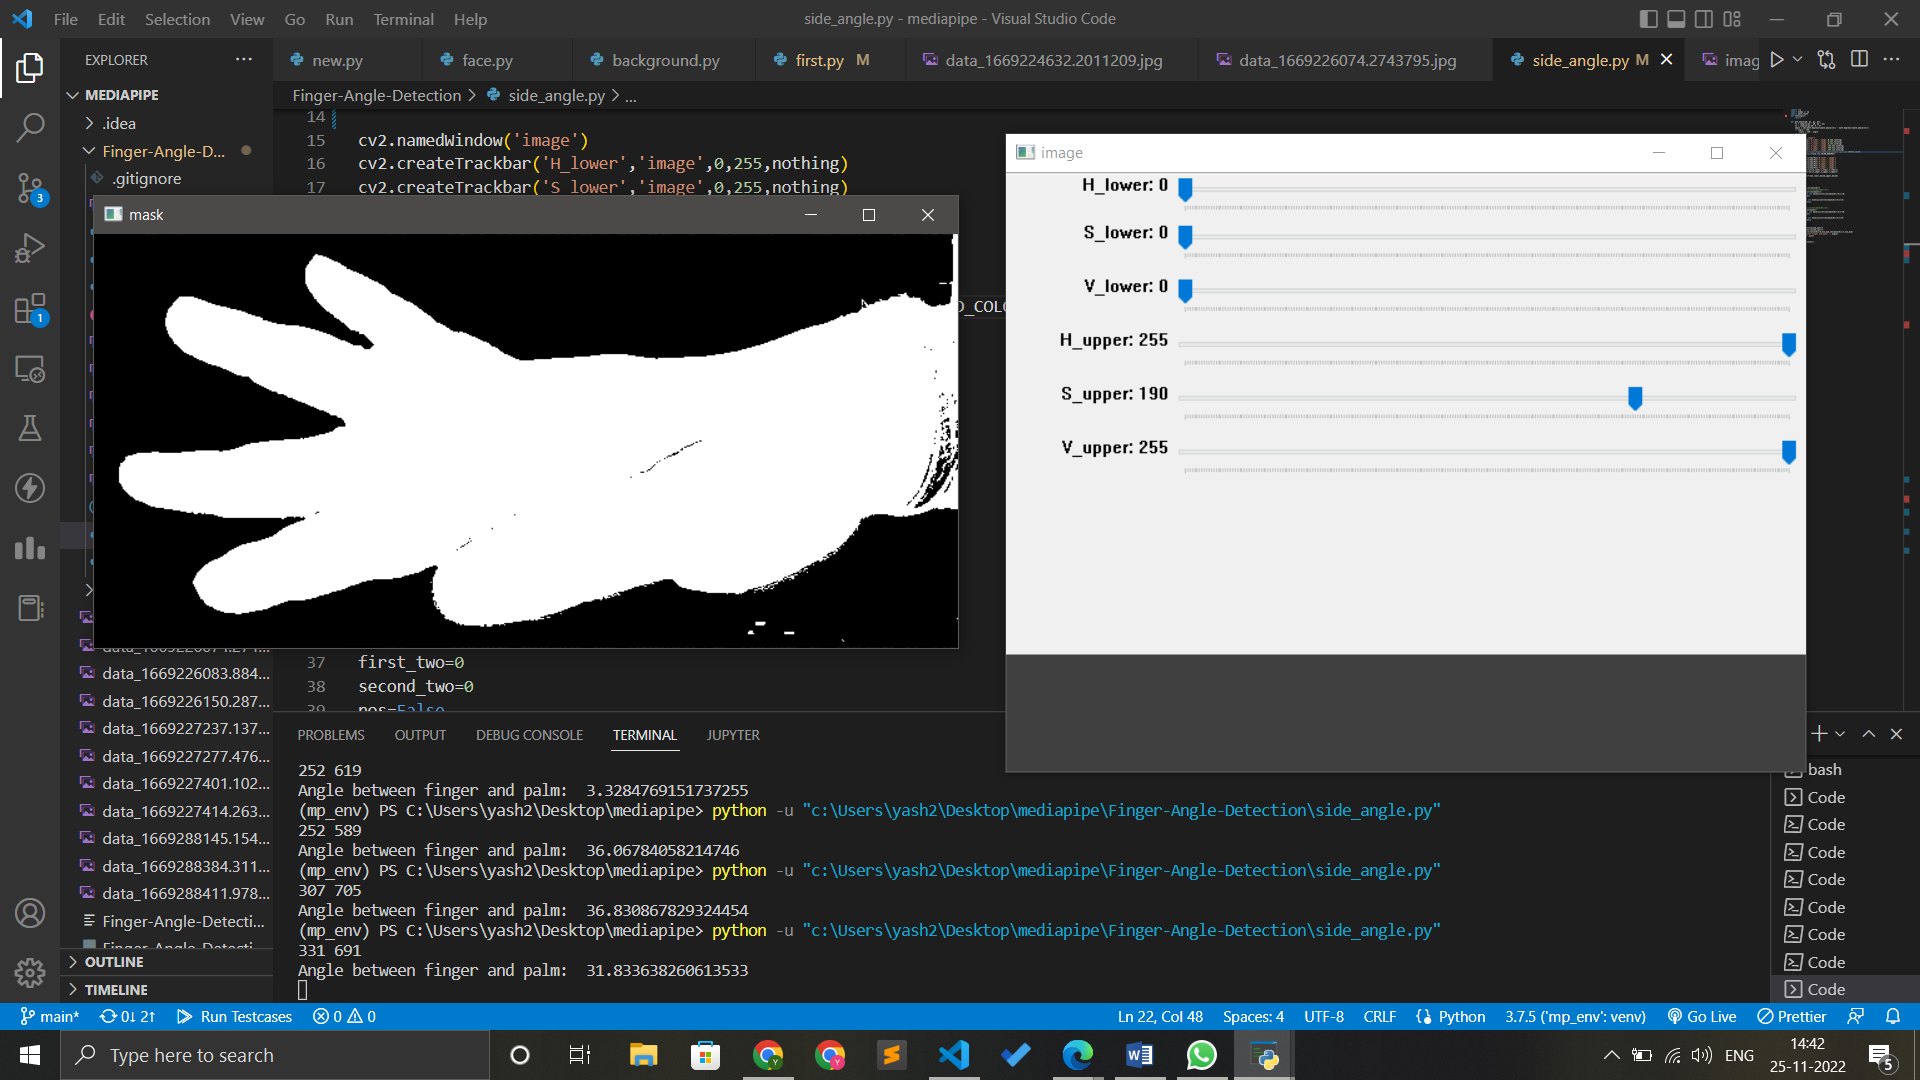 File Edit Selection View Go Run Terminal Help
side_angle.py - mediapipe - Visual Studio Code
EXPLORER
new.py
face.py
background.py
first.py M
data_1669224632.2011209.jpg
data_1669226074.2743795.jpg
side_angle.py M
imag
MEDIAPIPE
.idea
Finger-Angle-D...
.gitignore
Finger-Angle-Detection > side_angle.py > ...
14
15 cv2.namedWindow('image')
16 cv2.createTrackbar('H_lower','image',0,255,nothing)
17 cv2.createTrackbar('S_lower','image',0,255,nothing)
mask
image
H_lower: 0
S_lower: 0
V_lower: 0
H_upper: 255
S_upper: 190
V_upper: 255
37 first_two=0
38 second_two=0
39 pos=False
data_1669226083.884...
data_1669226150.287...
data_1669227237.137...
data_1669227277.476...
data_1669227401.102...
data_1669227414.263...
data_1669288145.154...
data_1669288384.311...
data_1669288411.978...
Finger-Angle-Detecti...
Finger-Angle-Detecti
OUTLINE
TIMELINE
3
1
PROBLEMS OUTPUT DEBUG CONSOLE TERMINAL JUPYTER
252 619
Angle between finger and palm:  3.3284769151737255
(mp_env) PS C:\Users\yash2\Desktop\mediapipe> python -u "c:\Users\yash2\Desktop\mediapipe\Finger-Angle-Detection\side_angle.py"
252 589
Angle between finger and palm:  36.06784058214746
(mp_env) PS C:\Users\yash2\Desktop\mediapipe> python -u "c:\Users\yash2\Desktop\mediapipe\Finger-Angle-Detection\side_angle.py"
307 705
Angle between finger and palm:  36.830867829324454
(mp_env) PS C:\Users\yash2\Desktop\mediapipe> python -u "c:\Users\yash2\Desktop\mediapipe\Finger-Angle-Detection\side_angle.py"
331 691
Angle between finger and palm:  31.833638260613533
bash
Code
Code
Code
Code
Code
Code
Code
Code
main* 0↓ 2↑ Run Testcases 0 0
Ln 22, Col 48 Spaces: 4 UTF-8 CRLF Python 3.7.5 ('mp_env': venv) Go Live Prettier
Type here to search
ENG
14:42
25-11-2022
5